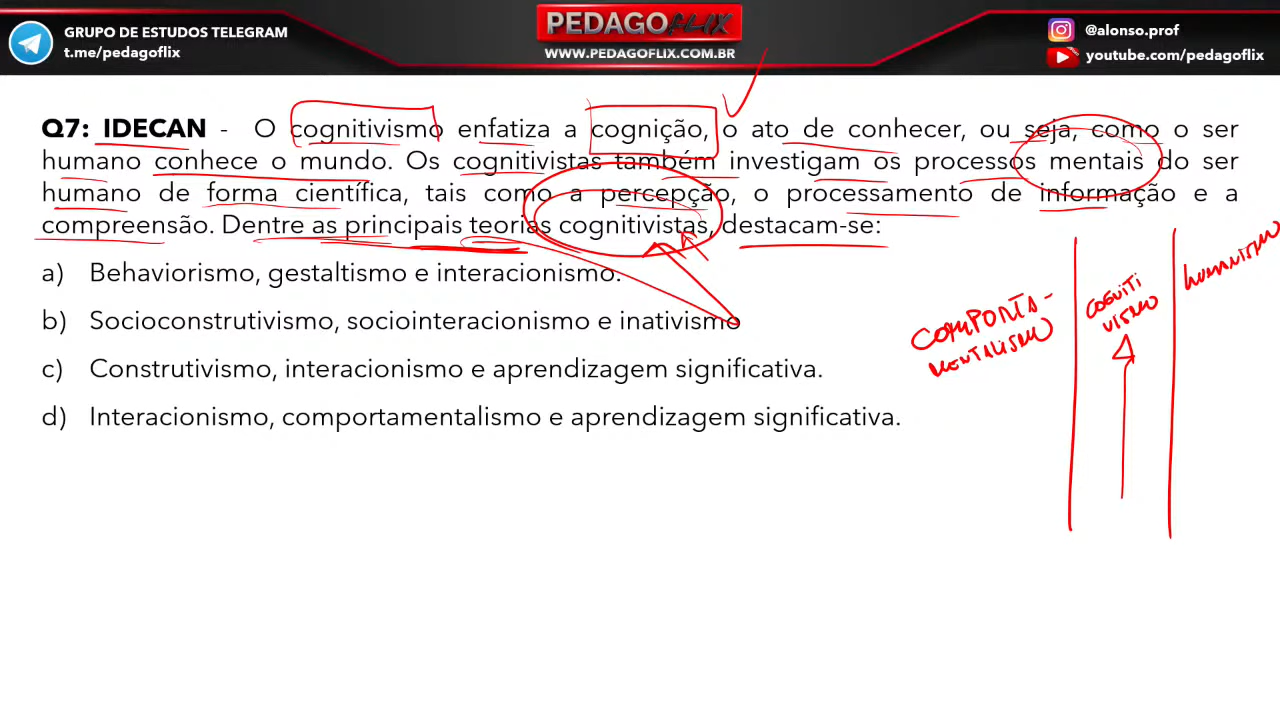 GRUPO DE ESTUDOS TELEGRAM
t.me/pedagoflix
PEDAGOFLIX
WWW.PEDAGOFLIX.COM.BR
@alonso.prof
youtube.com/pedagoflix
Q7: IDECAN - O cognitivismo enfatiza a cognição, o ato de conhecer, ou seja, como o ser
humano conhece o mundo. Os cognitivistas também investigam os processos mentais do ser
humano de forma científica, tais como a percepção, o processamento de informação e a
compreensão. Dentre as principais teorias cognitivistas, destacam-se:
a) Behaviorismo, gestaltismo e interacionismo.
b) Socioconstrutivismo, sociointeracionismo e inativismo
c) Construtivismo, interacionismo e aprendizagem significativa.
d) Interacionismo, comportamentalismo e aprendizagem significativa.
COMPORTA-
MENTALISMO
COGNITI
VISMO
HUMANISMO